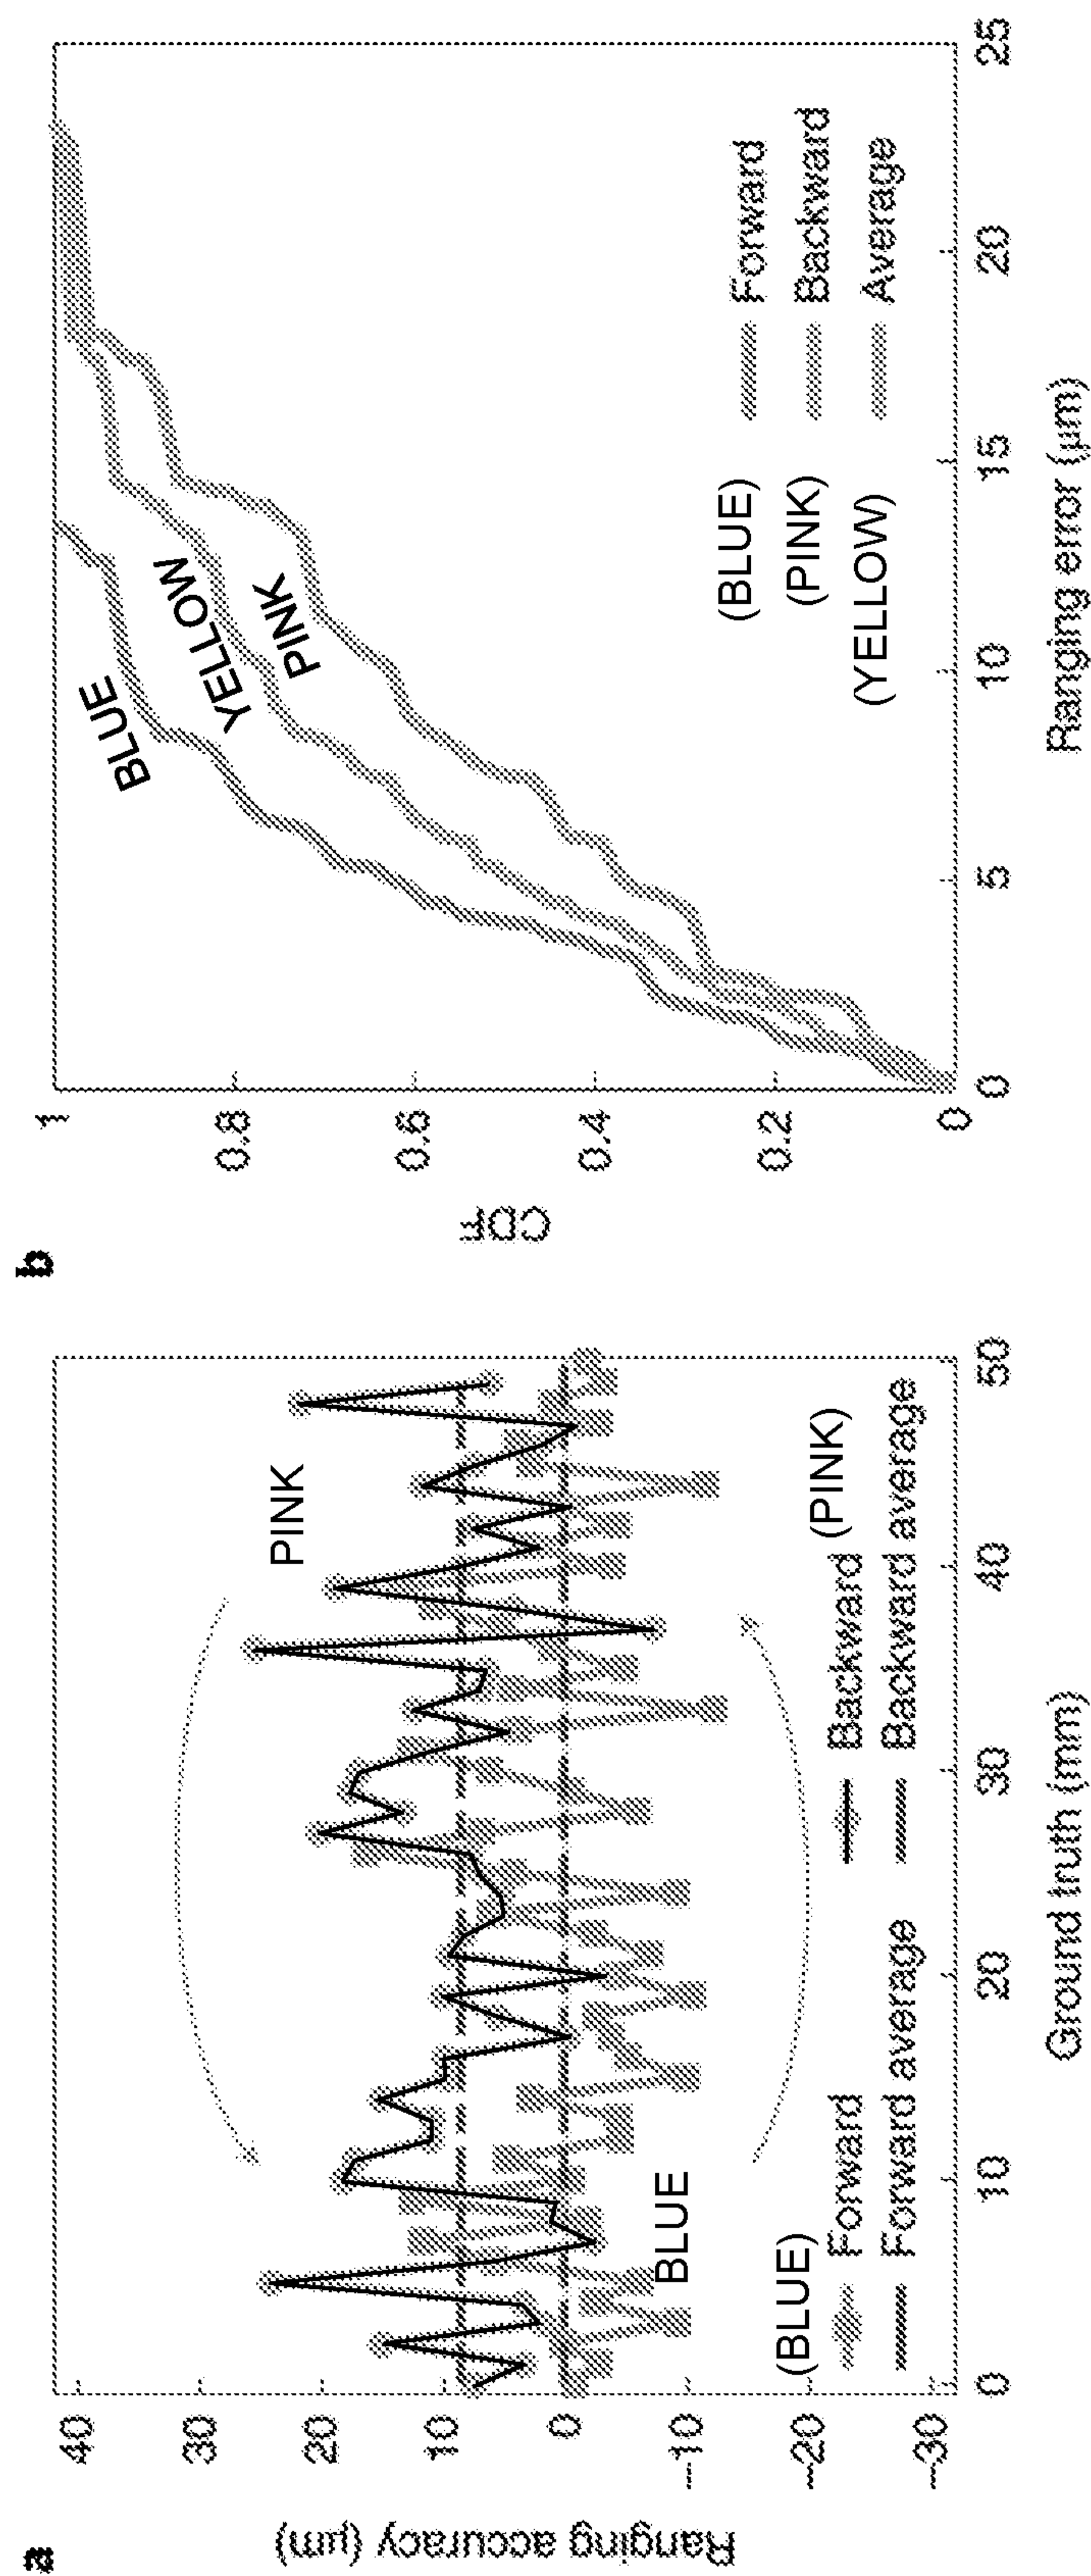 a
Ranging accuracy (μm)
40
30
20
10
0
−10
−20
−30
PINK
BLUE
(BLUE)
Forward
Backward
(PINK)
Forward average
Backward average
0
10
20
30
40
50
Ground truth (mm)
b
CDF
1
0.8
0.6
0.4
0.2
0
BLUE
YELLOW
PINK
(BLUE)
Forward
(PINK)
Backward
(YELLOW)
Average
0
5
10
15
20
25
Ranging error (μm)